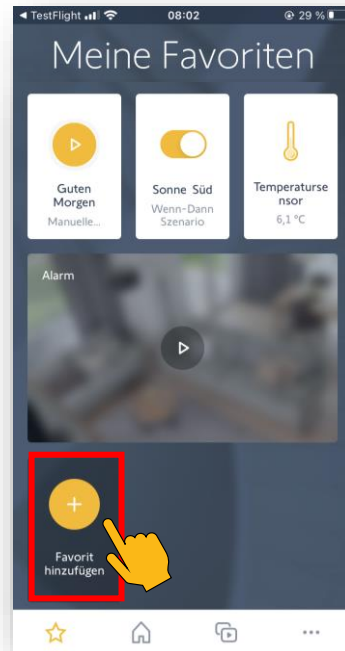 TestFlight 08:02 29 %
Meine Favoriten
Guten
Morgen
Manuelle...
Sonne Süd
Wenn-Dann
Szenario
Temperaturse
nsor
6,1 °C
Alarm
Favorit
hinzufügen